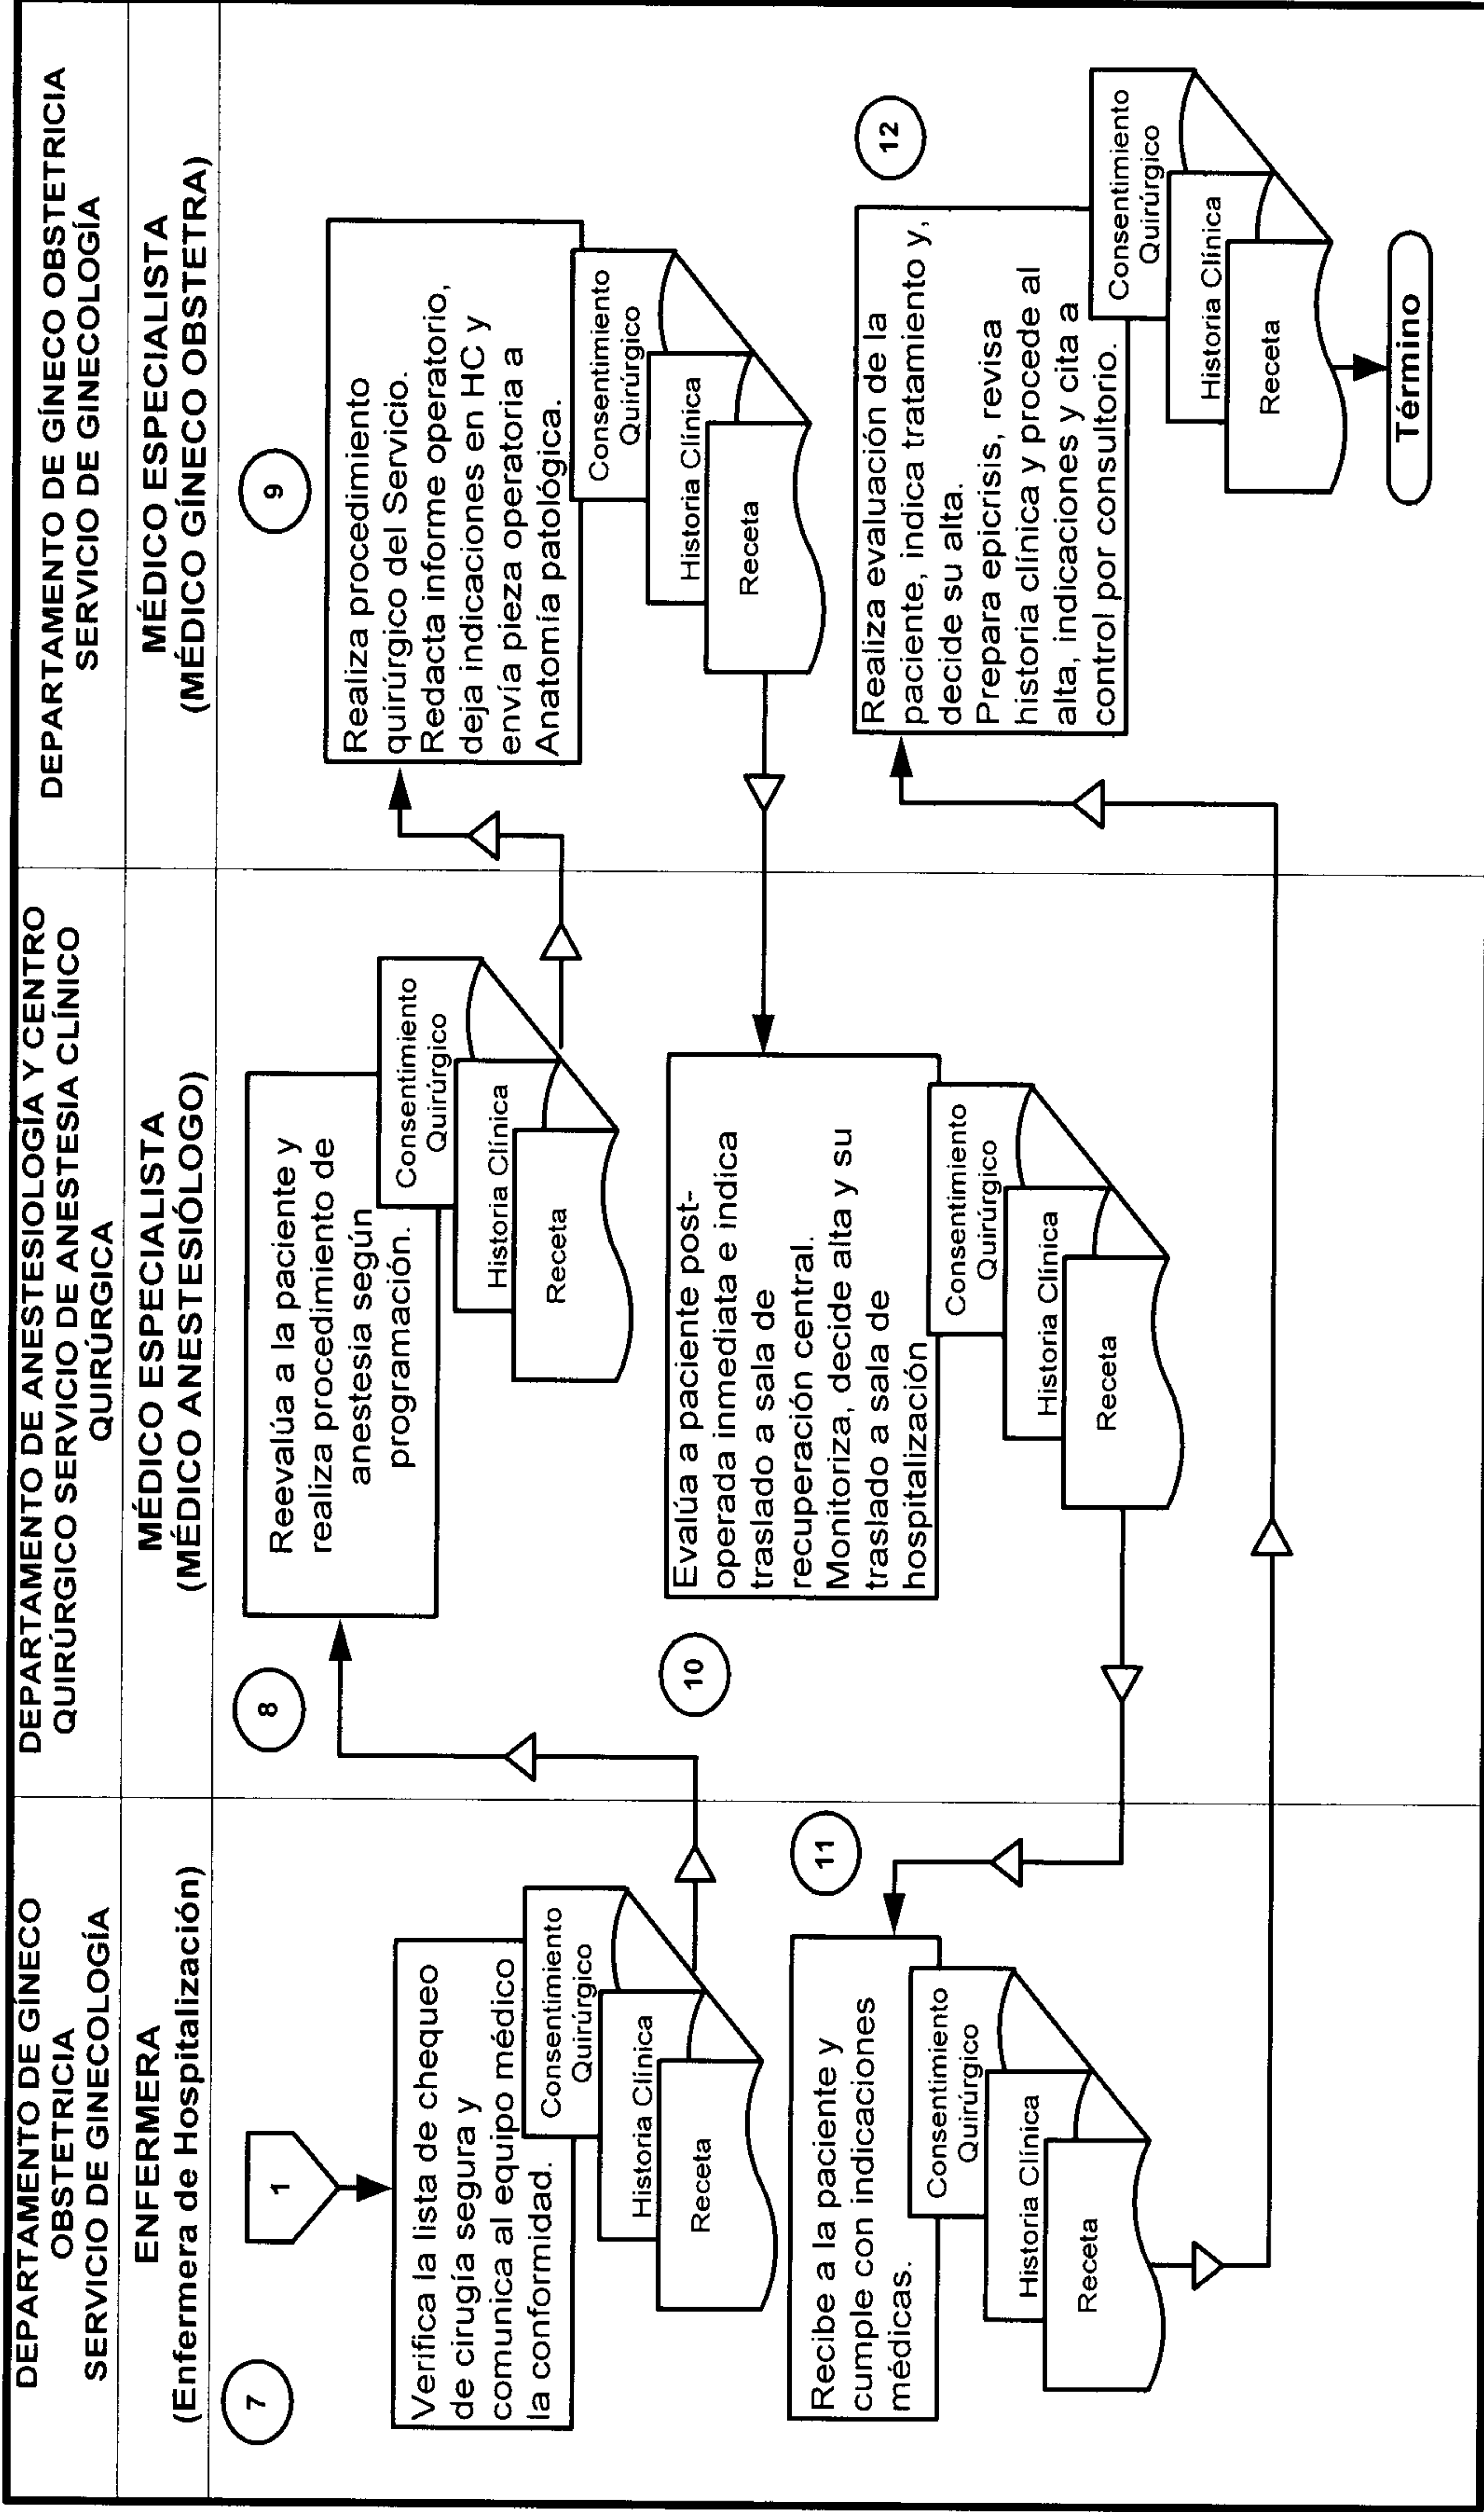 DEPARTAMENTO DE GÍNECO
OBSTETRICIA
SERVICIO DE GINECOLOGÍA
DEPARTAMENTO DE ANESTESIOLOGÍA Y CENTRO
QUIRÚRGICO SERVICIO DE ANESTESIA CLÍNICO
QUIRÚRGICA
DEPARTAMENTO DE GÍNECO OBSTETRICIA
SERVICIO DE GINECOLOGÍA
ENFERMERA
(Enfermera de Hospitalización)
MÉDICO ESPECIALISTA
(MÉDICO ANESTESIÓLOGO)
MÉDICO ESPECIALISTA
(MÉDICO GÍNECO OBSTETRA)
7
1
Verifica la lista de chequeo
de cirugía segura y
comunica al equipo médico
la conformidad.
Consentimiento
Quirúrgico
Historia Clínica
Receta
8
Reevalúa a la paciente y
realiza procedimiento de
anestesia según
programación.
Consentimiento
Quirúrgico
Historia Clínica
Receta
9
Realiza procedimiento
quirúrgico del Servicio.
Redacta informe operatorio,
deja indicaciones en HC y
envía pieza operatoria a
Anatomía patológica.
Consentimiento
Quirúrgico
Historia Clínica
Receta
10
Evalúa a paciente post-
operada inmediata e indica
traslado a sala de
recuperación central.
Monitoriza, decide alta y su
traslado a sala de
hospitalización
Consentimiento
Quirúrgico
Historia Clínica
Receta
11
Recibe a la paciente y
cumple con indicaciones
médicas.
Consentimiento
Quirúrgico
Historia Clínica
Receta
12
Realiza evaluación de la
paciente, indica tratamiento y,
decide su alta.
Prepara epicrisis, revisa
historia clínica y procede al
alta, indicaciones y cita a
control por consultorio.
Consentimiento
Quirúrgico
Historia Clínica
Receta
Término